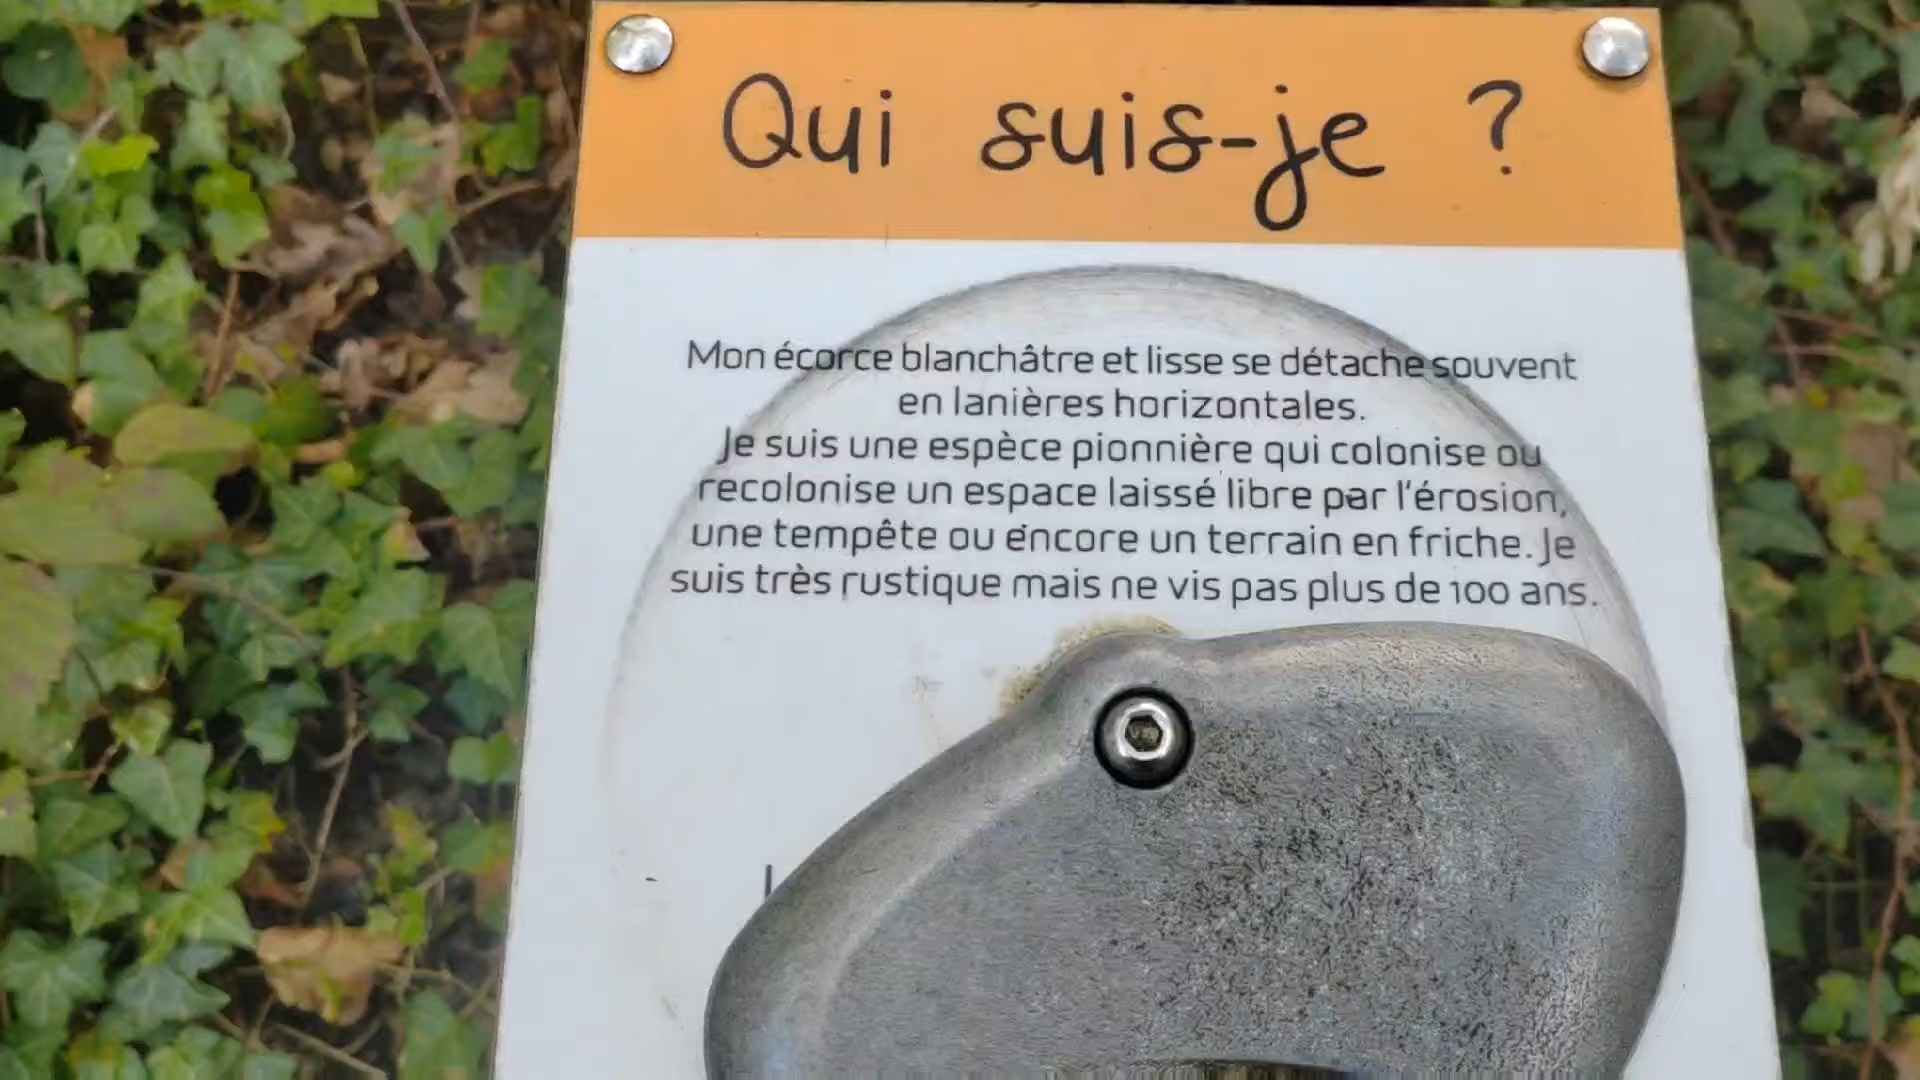 Qui suis-je ?
Mon écorce blanchâtre et lisse se détache souvent
en lanières horizontales.
Je suis une espèce pionnière qui colonise ou
recolonise un espace laissé libre par l'érosion,
une tempête ou encore un terrain en friche. Je
suis très rustique mais ne vis pas plus de 100 ans.